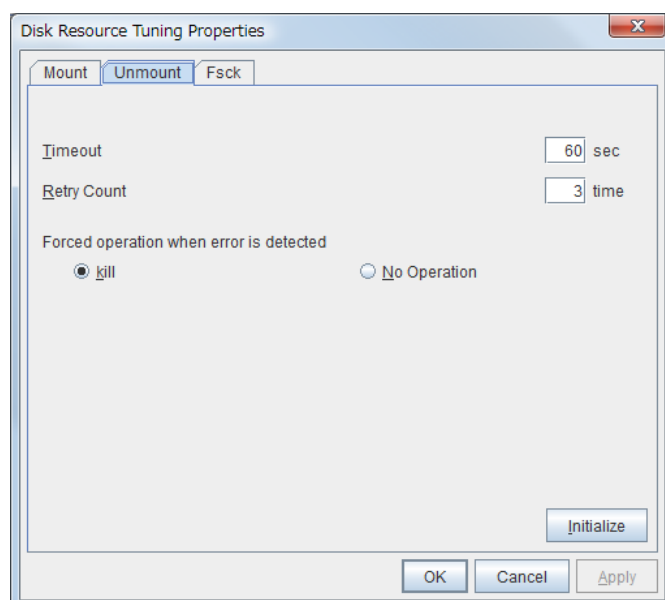 Disk Resource Tuning Properties
Mount Unmount Fsck
Timeout 60 sec
Retry Count 3 time
Forced operation when error is detected
kill No Operation
Initialize
OK Cancel Apply